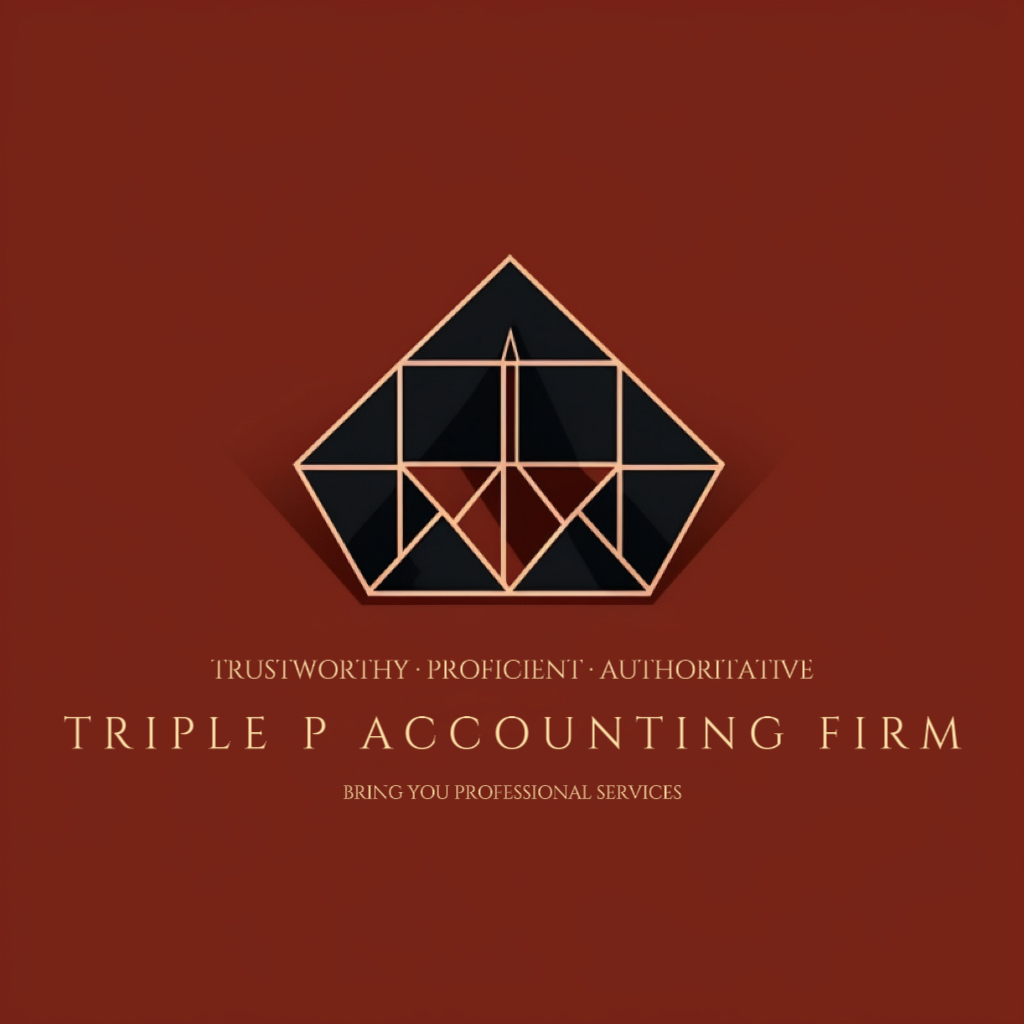 TRUSTWORTHY · PROFICIENT · AUTHORITATIVE
TRIPLE P ACCOUNTING FIRM
BRING YOU PROFESSIONAL SERVICES